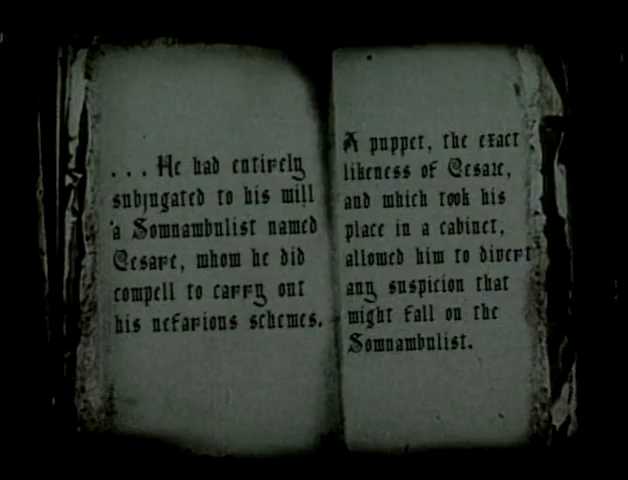 . . . He had entirely
subjugated to his will
a Somnambulist named
Cesare, whom he did
compell to carry out
his nefarious schemes.
A puppet, the exact
likeness of Cesare,
and which took his
place in a cabinet,
allowed him to divert
any suspicion that
might fall on the
Somnambulist.